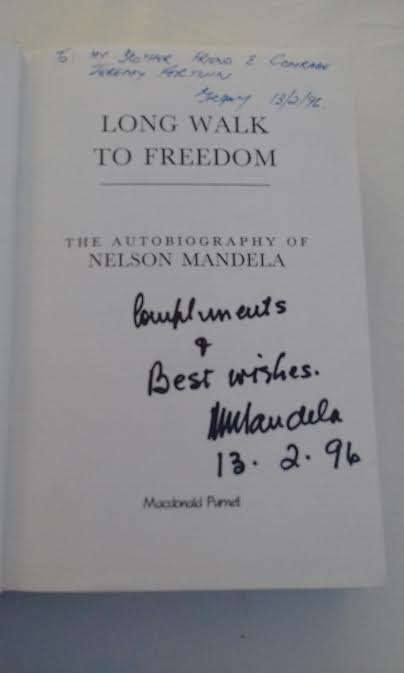 TO: MY BROTHER, FRIEND & COMRADE
JEREMY
13/2/96
LONG WALK
TO FREEDOM
THE AUTOBIOGRAPHY OF
NELSON MANDELA
Compliments
&
Best wishes.
NMandela
13. 2. 96
Macdonald Purnell